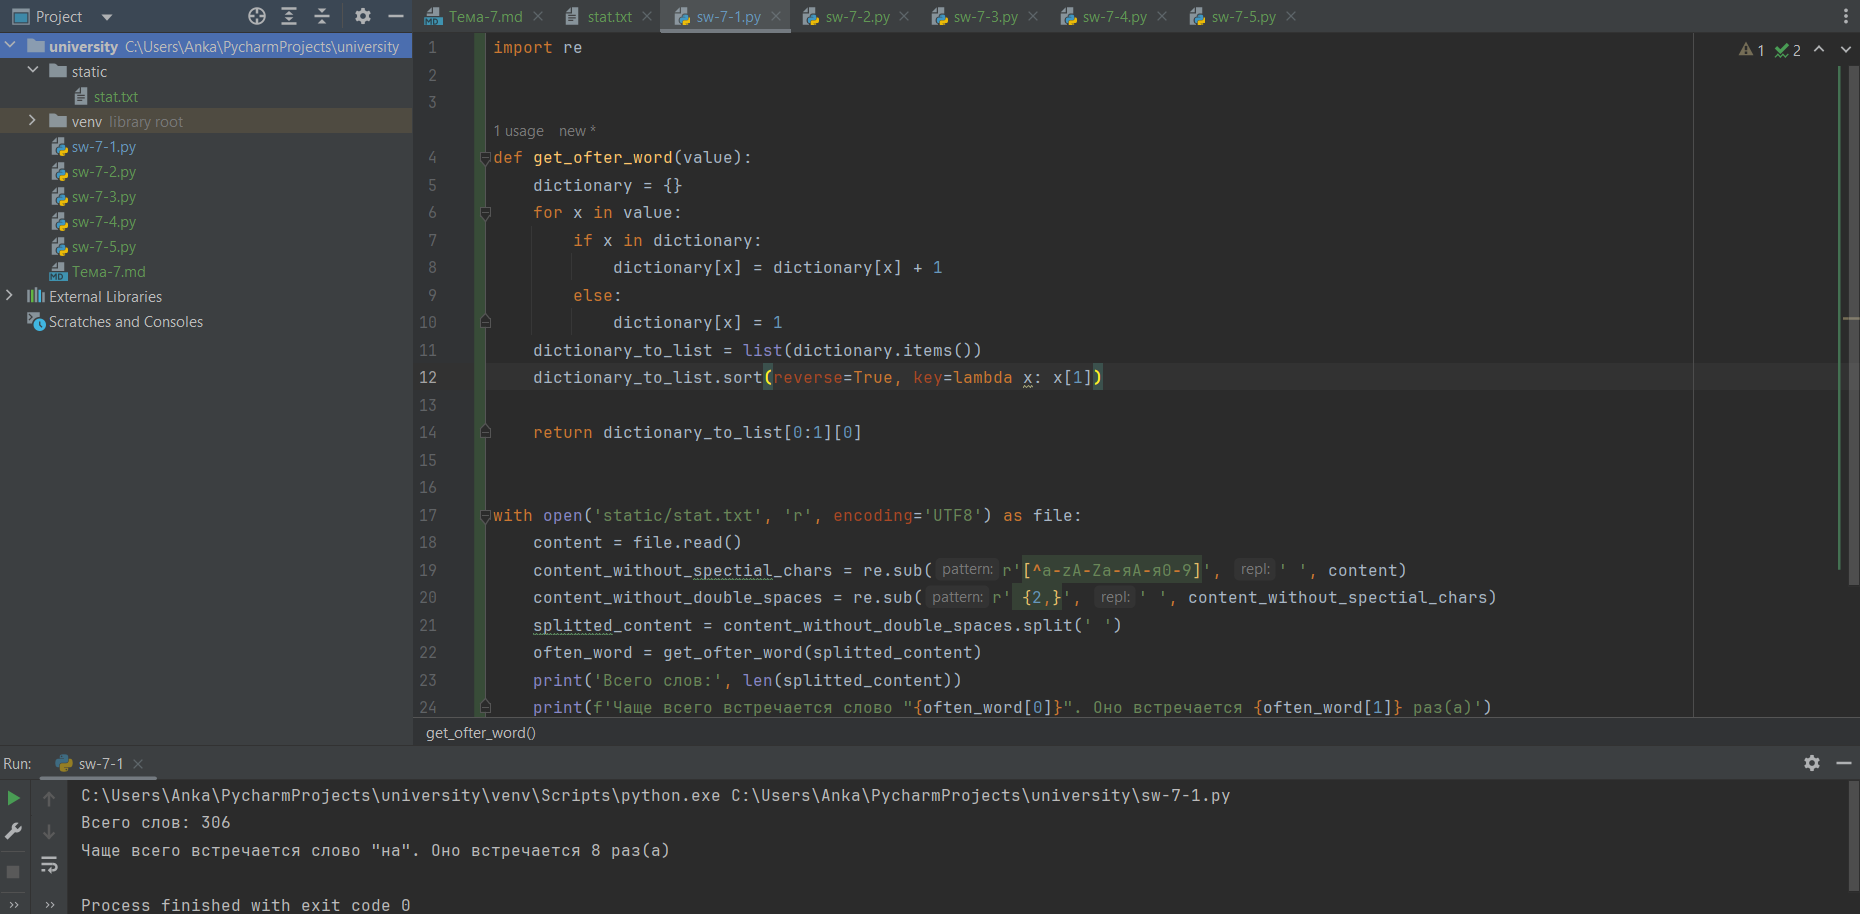 Project
Тема-7.md
stat.txt
sw-7-1.py
sw-7-2.py
sw-7-3.py
sw-7-4.py
sw-7-5.py
university C:\Users\Anka\PycharmProjects\university
static
stat.txt
venv library root
sw-7-1.py
sw-7-2.py
sw-7-3.py
sw-7-4.py
sw-7-5.py
MD Тема-7.md
External Libraries
Scratches and Consoles
1 2
1 import re
2
3
1 usage new *
4 def get_ofter_word(value):
5 dictionary = {}
6 for x in value:
7 if x in dictionary:
8 dictionary[x] = dictionary[x] + 1
9 else:
10 dictionary[x] = 1
11 dictionary_to_list = list(dictionary.items())
12 dictionary_to_list.sort(reverse=True, key=lambda x: x[1])
13
14 return dictionary_to_list[0:1][0]
15
16
17 with open('static/stat.txt', 'r', encoding='UTF8') as file:
18 content = file.read()
19 content_without_spectial_chars = re.sub( pattern: r'[^a-zA-Zа-яА-я0-9]', repl: ' ', content)
20 content_without_double_spaces = re.sub( pattern: r' {2,}', repl: ' ', content_without_spectial_chars)
21 splitted_content = content_without_double_spaces.split(' ')
22 often_word = get_ofter_word(splitted_content)
23 print('Всего слов:', len(splitted_content))
24 print(f'Чаще всего встречается слово "{often_word[0]}". Оно встречается {often_word[1]} раз(а)')
get_ofter_word()
Run: sw-7-1
C:\Users\Anka\PycharmProjects\university\venv\Scripts\python.exe C:\Users\Anka\PycharmProjects\university\sw-7-1.py
Всего слов: 306
Чаще всего встречается слово "на". Оно встречается 8 раз(а)
Process finished with exit code 0